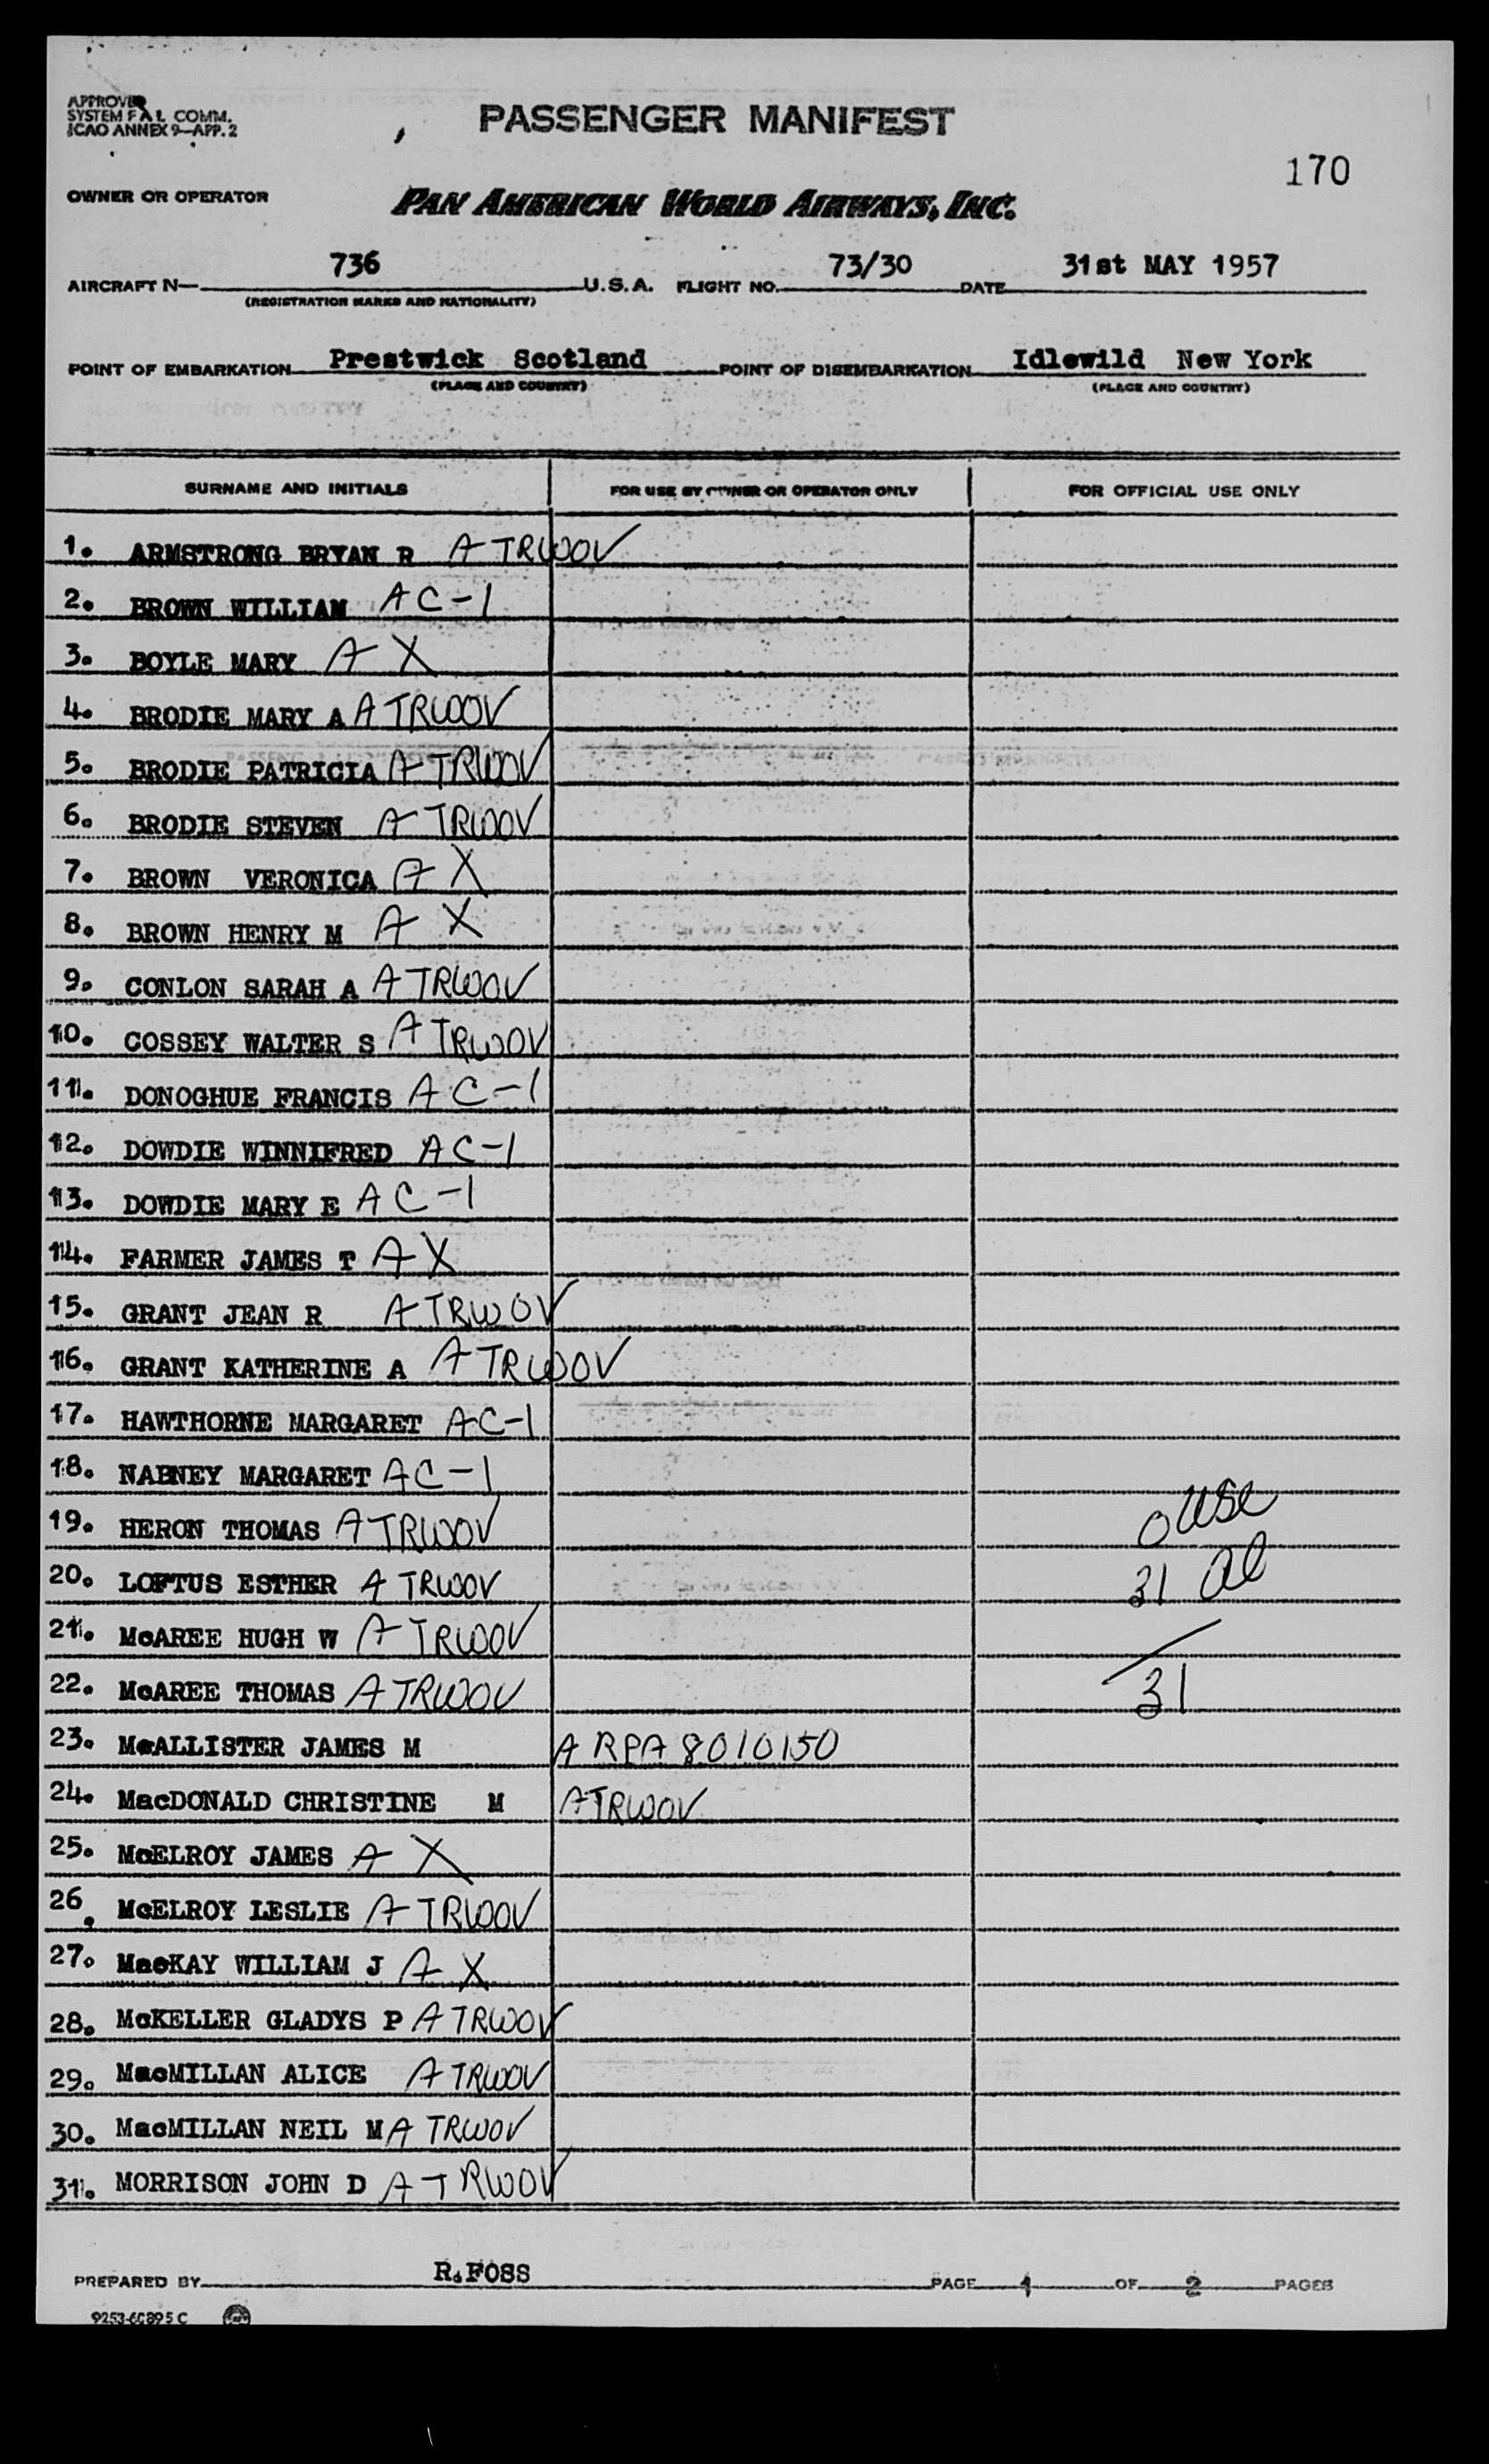 APPROVED
SYSTEM FAL COMM.
ICAO ANNEX 9—APP. 2
PASSENGER MANIFEST
170
OWNER OR OPERATOR PAN AMERICAN WORLD AIRWAYS, INC.
AIRCRAFT N— 736 U.S.A. FLIGHT NO. 73/30 DATE 31st MAY 1957
(REGISTRATION MARKS AND NATIONALITY)
POINT OF EMBARKATION Prestwick Scotland POINT OF DISEMBARKATION Idlewild New York
(PLACE AND COUNTRY) (PLACE AND COUNTRY)
SURNAME AND INITIALS FOR USE BY OWNER OR OPERATOR ONLY FOR OFFICIAL USE ONLY
1. ARMSTRONG BRYAN R A TRWOV
2. BROWN WILLIAM A C-1
3. BOYLE MARY A X
4. BRODIE MARY A A TRWOV
5. BRODIE PATRICIA A TRWOV
6. BRODIE STEVEN A TRWOV
7. BROWN VERONICA A X
8. BROWN HENRY M A X
9. CONLON SARAH A A TRWOV
10. COSSEY WALTER S A TRWOV
11. DONOGHUE FRANCIS A C-1
12. DOWDIE WINNIFRED A C-1
13. DOWDIE MARY E A C-1
14. FARMER JAMES T A X
15. GRANT JEAN R A TRWOV
16. GRANT KATHERINE A A TRWOV
17. HAWTHORNE MARGARET A C-1
18. NABNEY MARGARET A C-1
19. HERON THOMAS A TRWOV 0 USC
20. LOFTUS ESTHER A TRWOV 31 al
21. McAREE HUGH W A TRWOV
22. McAREE THOMAS A TRWOV 31
23. McALLISTER JAMES M A RPA 8010150
24. MacDONALD CHRISTINE M A TRWOV
25. McELROY JAMES A X
26. McELROY LESLIE A TRWOV
27. MacKAY WILLIAM J A X
28. McKELLER GLADYS P A TRWOV
29. MacMILLAN ALICE A TRWOV
30. MacMILLAN NEIL M A TRWOV
31. MORRISON JOHN D A TRWOV
PREPARED BY R.FOSS PAGE 1 OF 2 PAGES